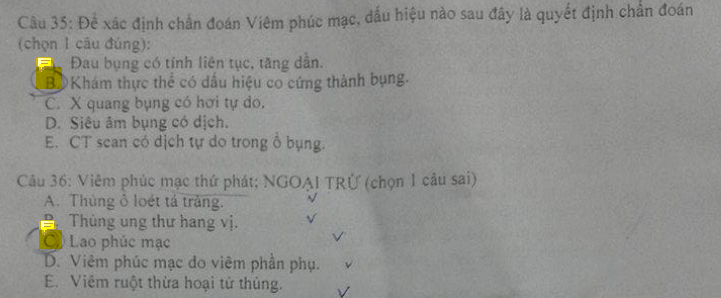 Câu 35: Để xác định chẩn đoán Viêm phúc mạc, dấu hiệu nào sau đây là quyết định chẩn đoán
(chọn 1 câu đúng):
Đau bụng có tính liên tục, tăng dần.
B. Khám thực thể có dấu hiệu co cứng thành bụng.
C. X quang bụng có hơi tự do.
D. Siêu âm bụng có dịch.
E. CT scan có dịch tự do trong ổ bụng.
Câu 36: Viêm phúc mạc thứ phát; NGOẠI TRỪ (chọn 1 câu sai)
A. Thủng ổ loét tá tràng.
B. Thủng ung thư hang vị.
C. Lao phúc mạc
D. Viêm phúc mạc do viêm phần phụ.
E. Viêm ruột thừa hoại tử thủng.